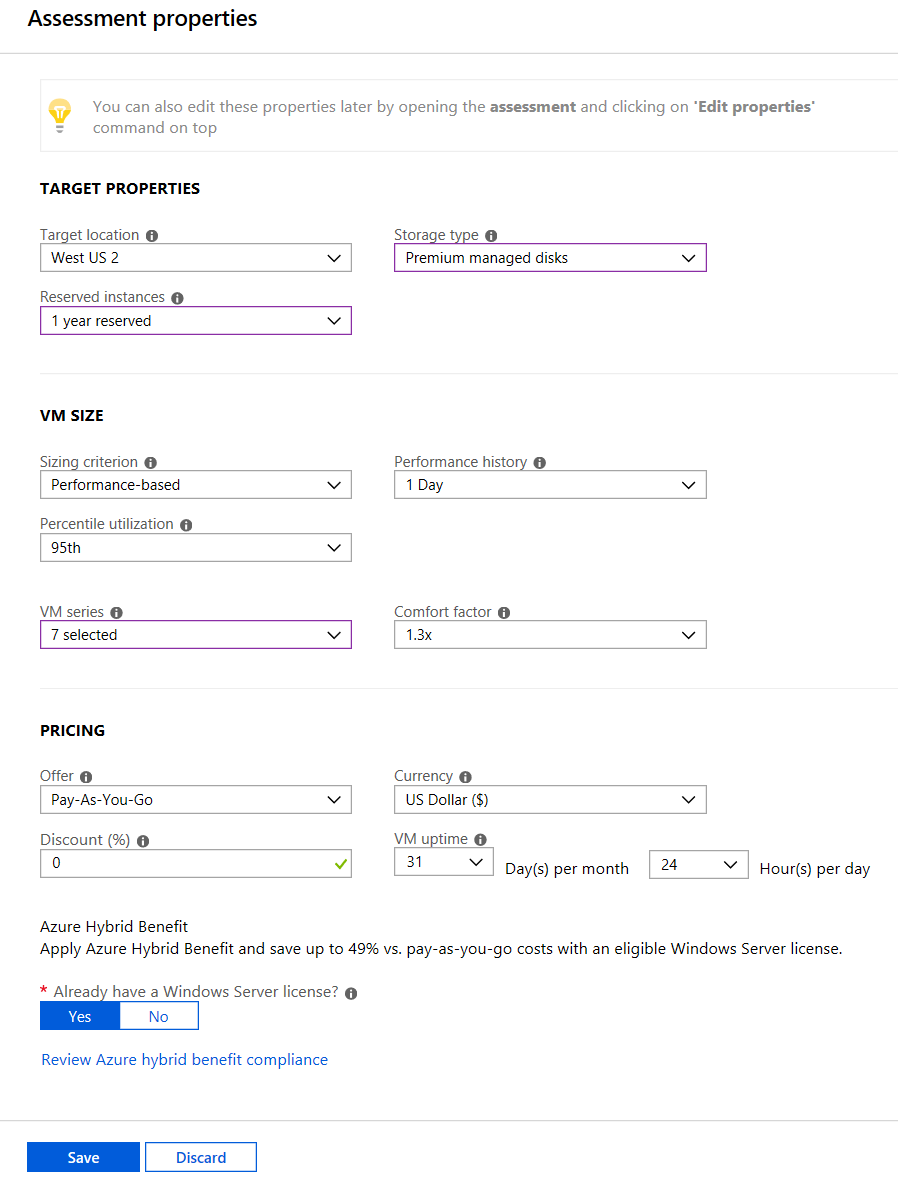 Assessment properties
You can also edit these properties later by opening the assessment and clicking on 'Edit properties'
command on top
TARGET PROPERTIES
Target location
Storage type
West US 2
Premium managed disks
Reserved instances
1 year reserved
VM SIZE
Sizing criterion
Performance history
Performance-based
1 Day
Percentile utilization
95th
VM series
Comfort factor
7 selected
1.3x
PRICING
Offer
Currency
Pay-As-You-Go
US Dollar ($)
Discount (%)
VM uptime
0
31
Day(s) per month
24
Hour(s) per day
Azure Hybrid Benefit
Apply Azure Hybrid Benefit and save up to 49% vs. pay-as-you-go costs with an eligible Windows Server license.
* Already have a Windows Server license?
Yes
No
Review Azure hybrid benefit compliance
Save
Discard